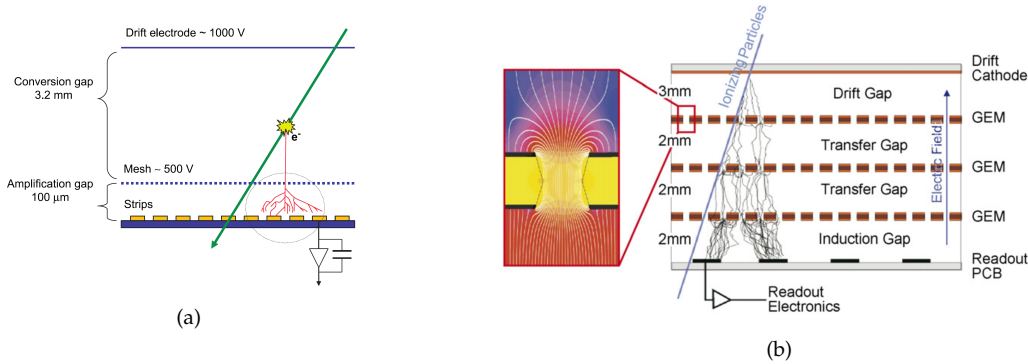 Drift electrode ~ 1000 V
Conversion gap
3.2 mm
e⁻
Mesh ~ 500 V
Amplification gap
100 μm
Strips
(a)
Ionizing Particles
Drift
Cathode
3mm
Drift Gap
GEM
2mm
Transfer Gap
Electric Field
GEM
2mm
Transfer Gap
GEM
2mm
Induction Gap
Readout
PCB
Readout
Electronics
(b)